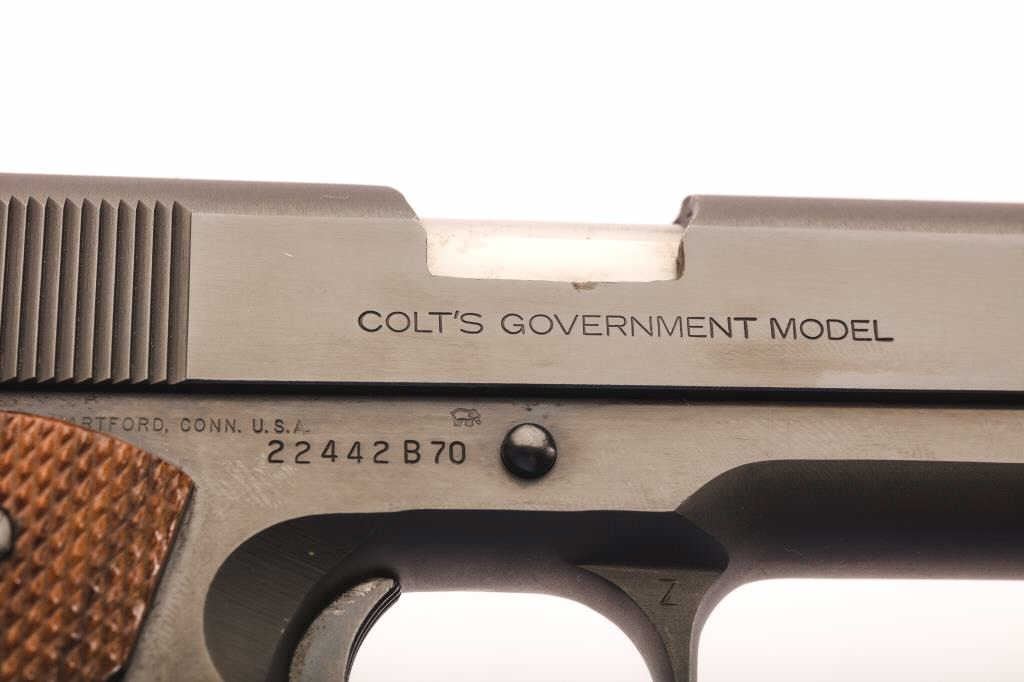 COLT'S GOVERNMENT MODEL
ARTFORD, CONN. U.S.A.
22442B70
Z